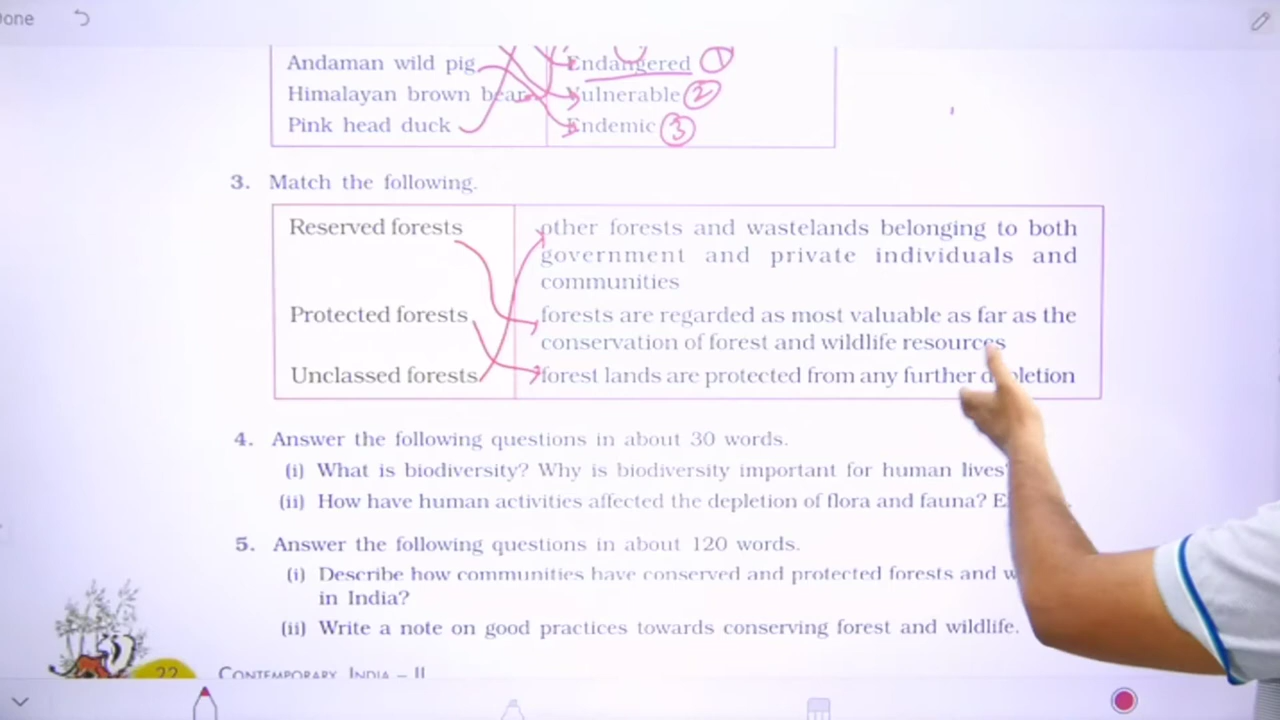 one
Andaman wild pig Endangered 1
Himalayan brown bear Vulnerable 2
Pink head duck Endemic 3
3. Match the following.
Reserved forests other forests and wastelands belonging to both
government and private individuals and
communities
Protected forests forests are regarded as most valuable as far as the
conservation of forest and wildlife resources
Unclassed forests forest lands are protected from any further depletion
4. Answer the following questions in about 30 words.
(i) What is biodiversity? Why is biodiversity important for human lives
(ii) How have human activities affected the depletion of flora and fauna? E
5. Answer the following questions in about 120 words.
(i) Describe how communities have conserved and protected forests and w
in India?
(ii) Write a note on good practices towards conserving forest and wildlife.
22 CONTEMPORARY INDIA – II